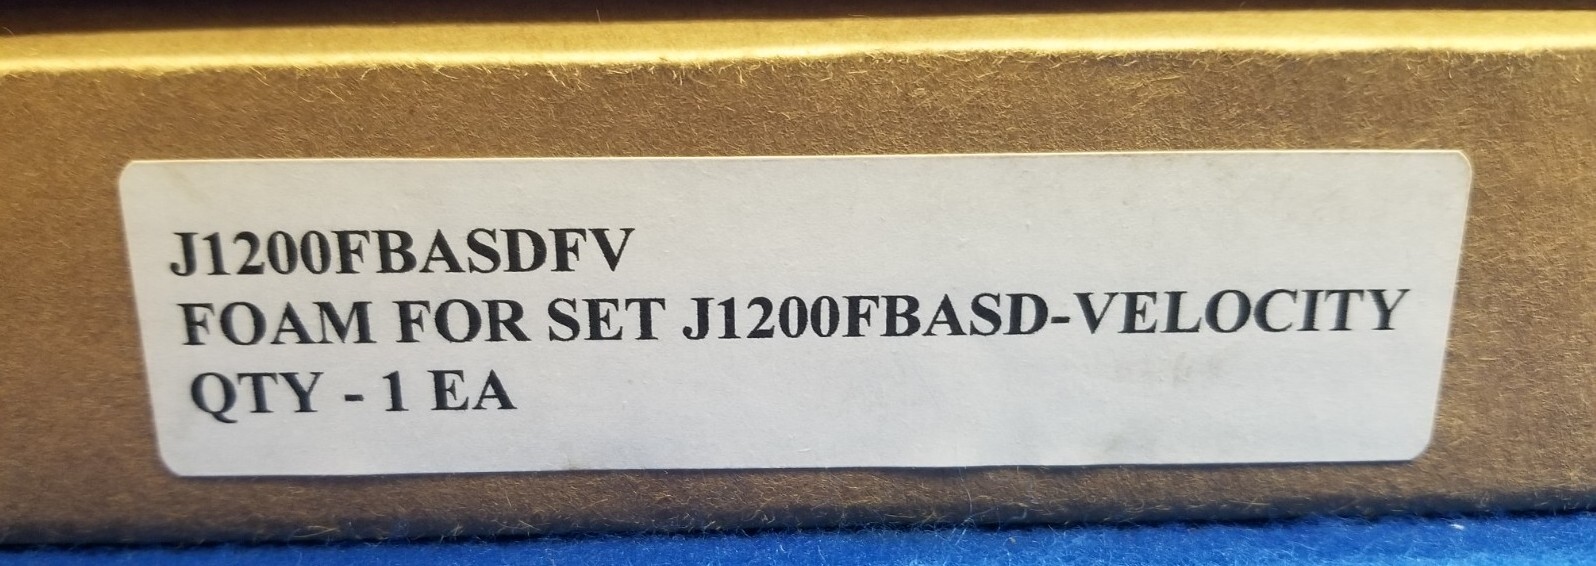 J1200FBASDFV
FOAM FOR SET J1200FBASD-VELOCITY
QTY - 1 EA